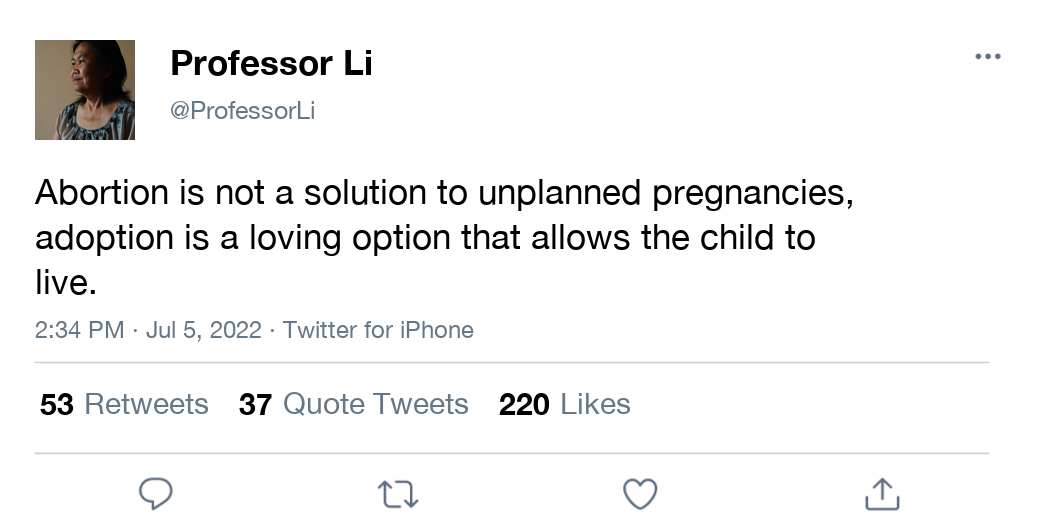 Professor Li
@ProfessorLi
Abortion is not a solution to unplanned pregnancies,
adoption is a loving option that allows the child to
live.
2:34 PM · Jul 5, 2022 · Twitter for iPhone
53 Retweets 37 Quote Tweets 220 Likes